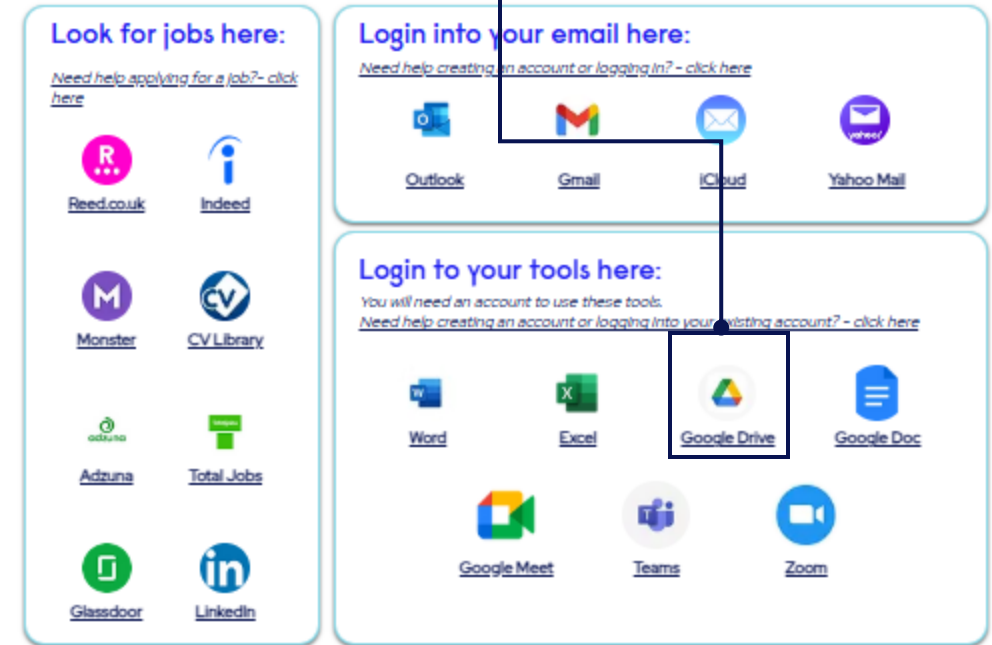 Look for jobs here:
Need help applying for a job?- click
here
R
Reed.co.uk
Indeed
M
Monster
CV
CV Library
adzuna
Adzuna
Total Jobs
Glassdoor
in
LinkedIn
Login into your email here:
Need help creating an account or logging in? - click here
O
Outlook
Gmail
iCloud
yahoo!
Yahoo Mail
Login to your tools here:
You will need an account to use these tools.
Need help creating an account or logging into your existing account? - click here
W
Word
X
Excel
Google Drive
Google Doc
Google Meet
T
Teams
Zoom